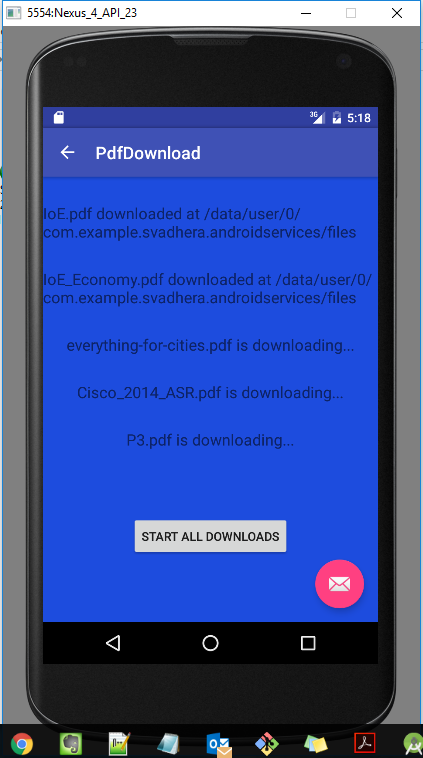 5554:Nexus_4_API_23
3G 5:18
PdfDownload
IoE.pdf downloaded at /data/user/0/
com.example.svadhera.androidservices/files
IoE_Economy.pdf downloaded at /data/user/0/
com.example.svadhera.androidservices/files
everything-for-cities.pdf is downloading...
Cisco_2014_ASR.pdf is downloading...
P3.pdf is downloading...
START ALL DOWNLOADS